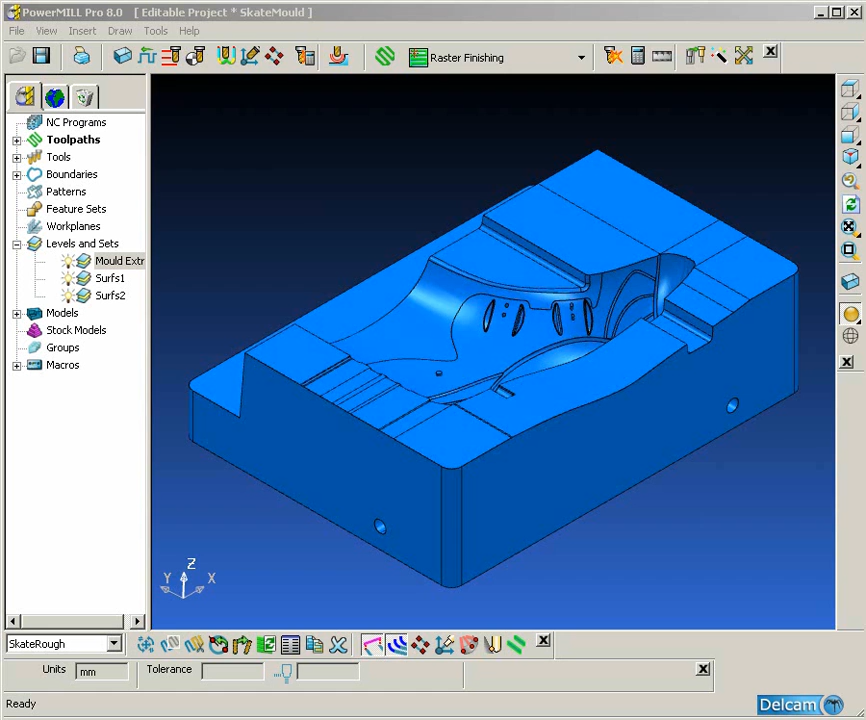 PowerMILL Pro 8.0   [ Editable Project * SkateMould ]
File View Insert Draw Tools Help
Raster Finishing
NC Programs
Toolpaths
Tools
Boundaries
Patterns
Feature Sets
Workplanes
Levels and Sets
Mould Extr
Surfs1
Surfs2
Models
Stock Models
Groups
Macros
Z
Y X
SkateRough
Units mm Tolerance
Ready
Delcam